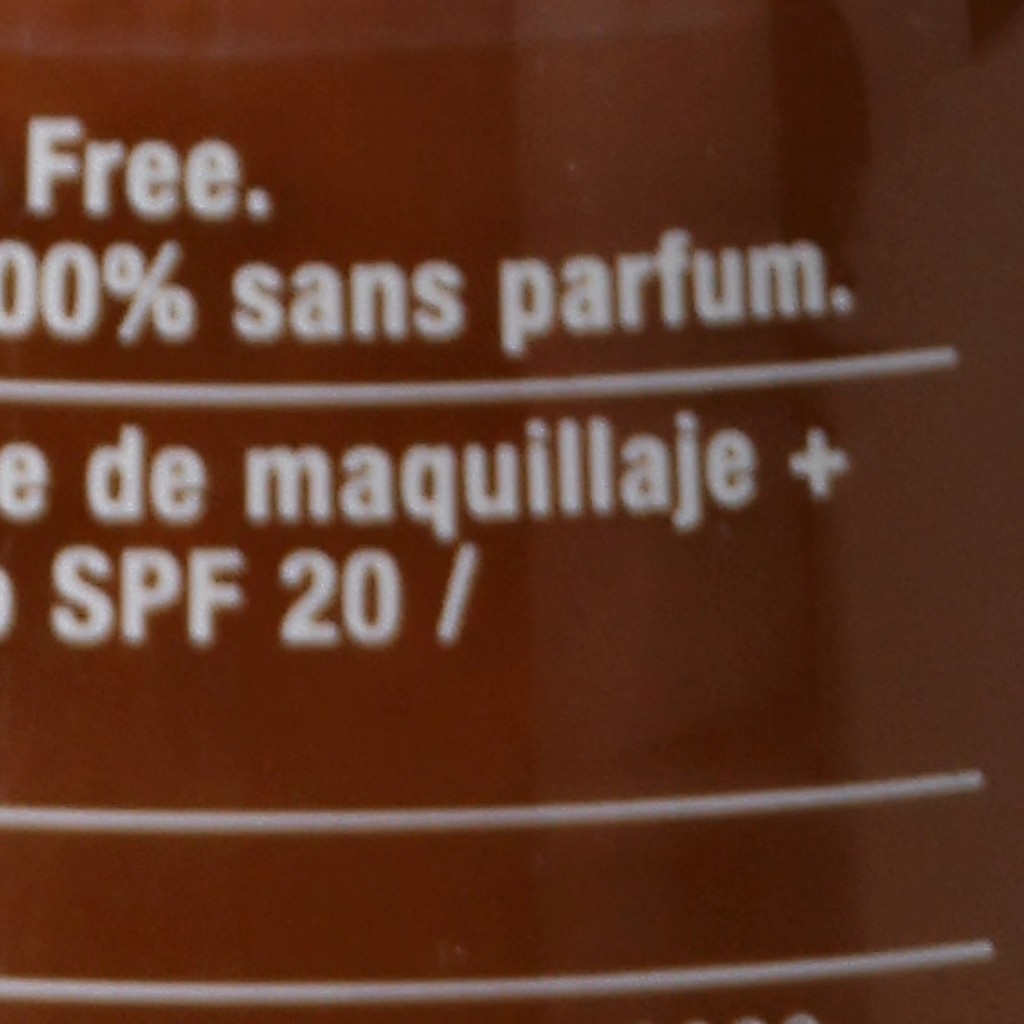 Free.
00% sans parfum.
e de maquillaje +
SPF 20 /